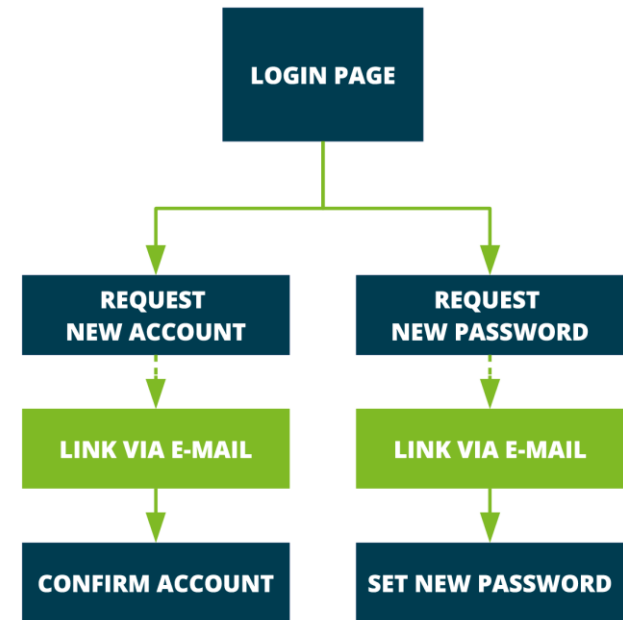 LOGIN PAGE
REQUEST
NEW ACCOUNT
REQUEST
NEW PASSWORD
LINK VIA E-MAIL
LINK VIA E-MAIL
CONFIRM ACCOUNT
SET NEW PASSWORD